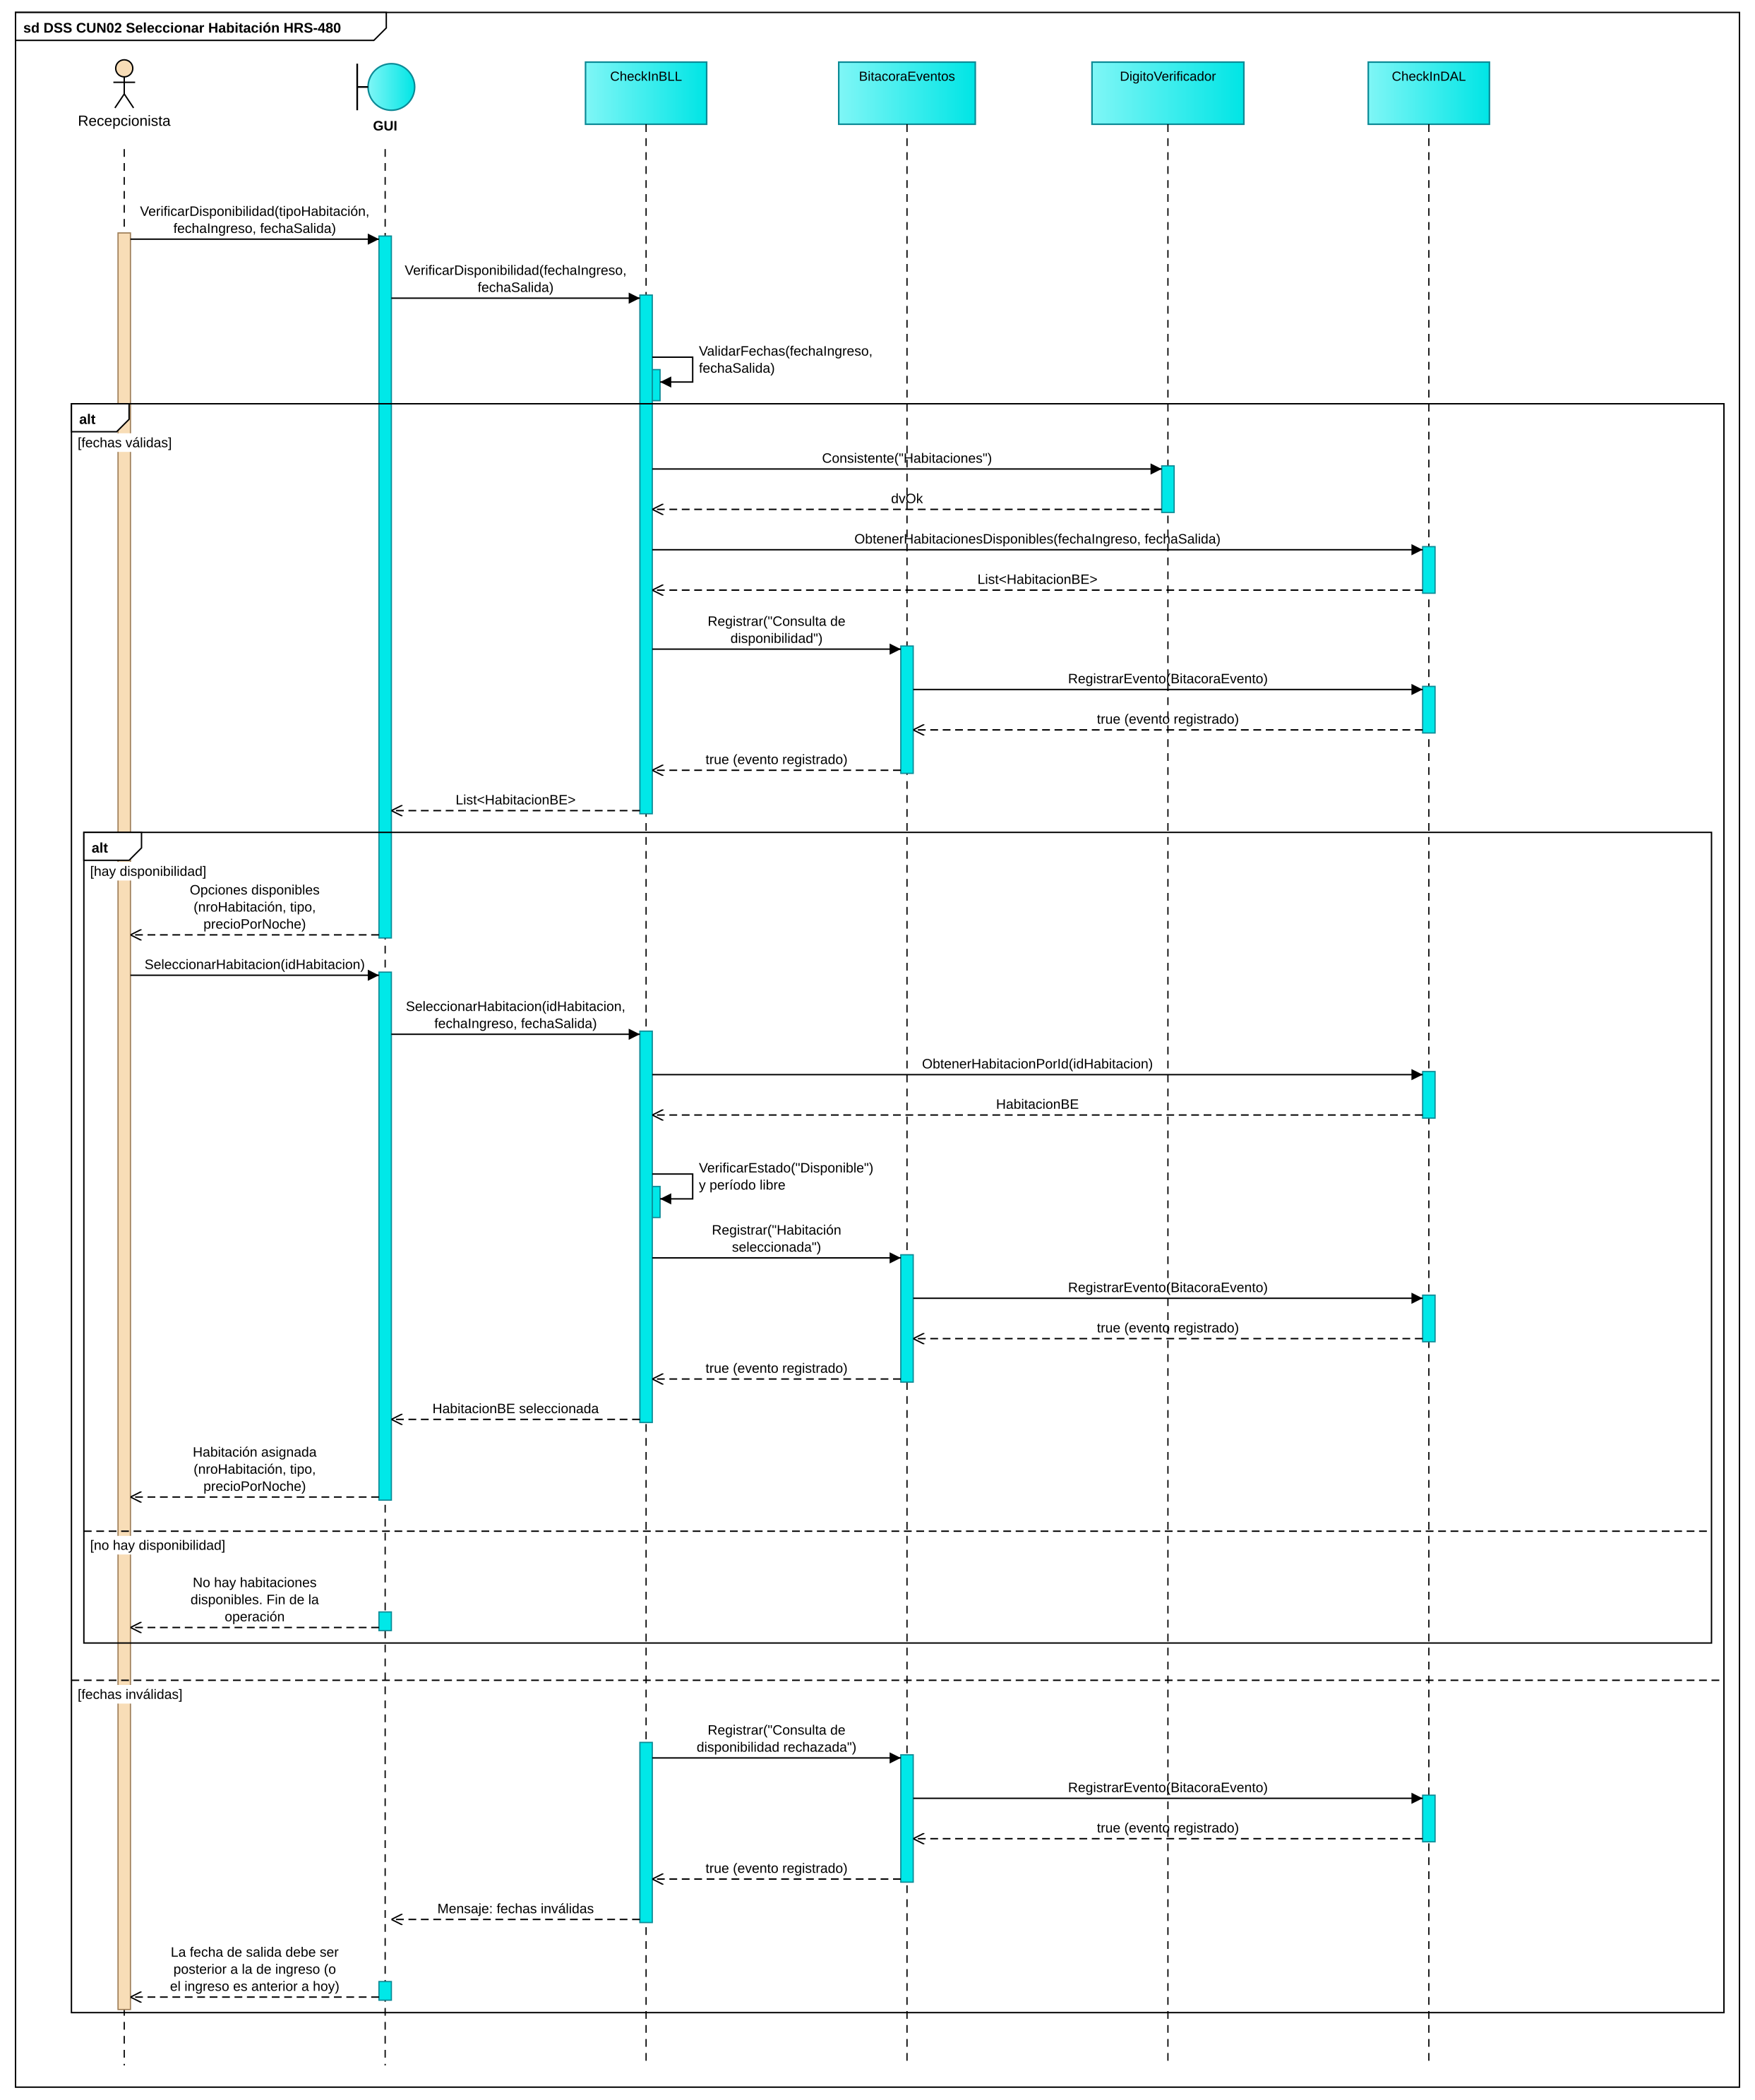 sd DSS CUN02 Seleccionar Habitación HRS-480
Recepcionista
GUI
CheckInBLL
BitacoraEventos
DigitoVerificador
CheckInDAL
VerificarDisponibilidad(tipoHabitación,
fechaIngreso, fechaSalida)
VerificarDisponibilidad(fechaIngreso,
fechaSalida)
ValidarFechas(fechaIngreso,
fechaSalida)
alt
[fechas válidas]
Consistente("Habitaciones")
dvOk
ObtenerHabitacionesDisponibles(fechaIngreso, fechaSalida)
List<HabitacionBE>
Registrar("Consulta de
disponibilidad")
RegistrarEvento(BitacoraEvento)
true (evento registrado)
true (evento registrado)
List<HabitacionBE>
alt
[hay disponibilidad]
Opciones disponibles
(nroHabitación, tipo,
precioPorNoche)
SeleccionarHabitacion(idHabitacion)
SeleccionarHabitacion(idHabitacion,
fechaIngreso, fechaSalida)
ObtenerHabitacionPorId(idHabitacion)
HabitacionBE
VerificarEstado("Disponible")
y período libre
Registrar("Habitación
seleccionada")
RegistrarEvento(BitacoraEvento)
true (evento registrado)
true (evento registrado)
HabitacionBE seleccionada
Habitación asignada
(nroHabitación, tipo,
precioPorNoche)
[no hay disponibilidad]
No hay habitaciones
disponibles. Fin de la
operación
[fechas inválidas]
Registrar("Consulta de
disponibilidad rechazada")
RegistrarEvento(BitacoraEvento)
true (evento registrado)
true (evento registrado)
Mensaje: fechas inválidas
La fecha de salida debe ser
posterior a la de ingreso (o
el ingreso es anterior a hoy)